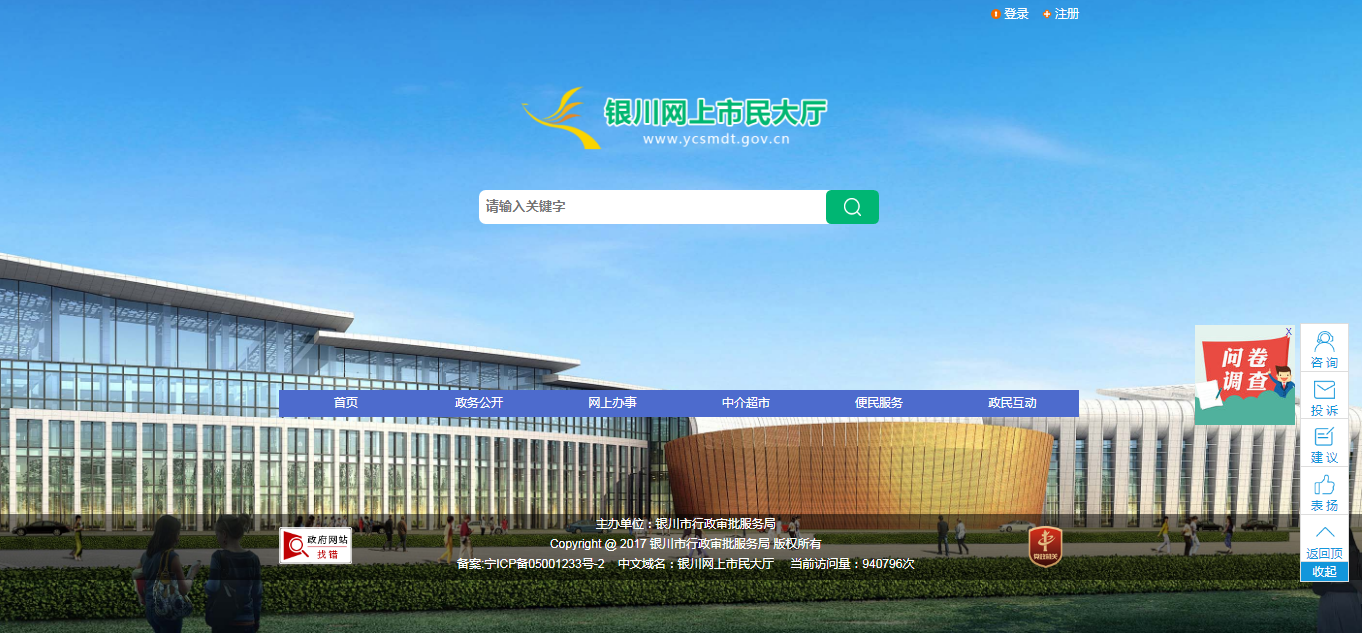 登录 注册
银川网上市民大厅
www.ycsmdt.gov.cn
请输入关键字
X
问卷
调查
咨询
投诉
建议
表扬
返回顶
收起
首页 政务公开 网上办事 中介超市 便民服务 政民互动
政府网站
找错
主办单位：银川市行政审批服务局
Copyright @ 2017 银川市行政审批服务局 版权所有
备案:宁ICP备05001233号-2 中文域名：银川网上市民大厅 当前访问量：940796次
党政机关